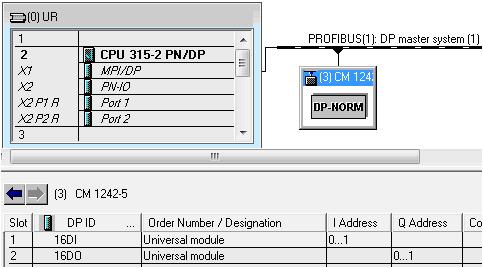 (0) UR
1
2 CPU 315-2 PN/DP
X1 MPI/DP
X2 PN-IO
X2 P1 R Port 1
X2 P2 R Port 2
3
PROFIBUS(1): DP master system (1)
(3) CM 124
DP-NORM
(3) CM 1242-5
Slot DP ID ... Order Number / Designation I Address Q Address Co
1 16DI Universal module 0...1
2 16DO Universal module 0...1